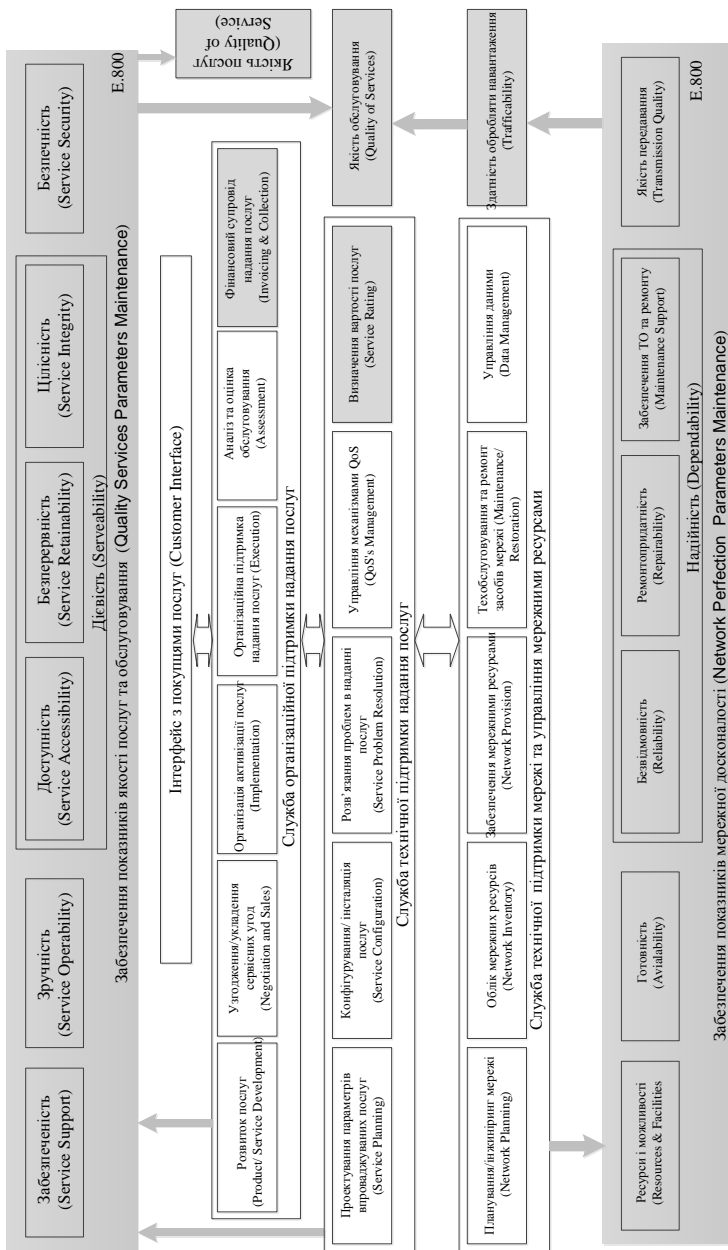 Забезпеченість
(Service Support)
Зручність
(Service Operability)
Доступність
(Service Accessibility)
Безперервність
(Service Retainability)
Цілісність
(Service Integrity)
Безпечність
(Service Security)
Дієвість (Serveability)
Забезпечення показників якості послуг та обслуговування (Quality Services Parameters Maintenance)
E.800
Якість послуг
(Quality of
Service)
Інтерфейс з покупцями послуг (Customer Interface)
Розвиток послуг
(Product/ Service Development)
Узгодження/укладення
сервісних угод
(Negotiation and Sales)
Організація активізації послуг
(Implementation)
Організаційна підтримка
надання послуг (Execution)
Аналіз та оцінка
обслуговування
(Assessment)
Фінансовий супровід
надання послуг
(Invoicing & Collection)
Служба організаційної підтримки надання послуг
Проектування параметрів
впроваджуваних послуг
(Service Planning)
Конфігурування/ інсталяція
послуг
(Service Configuration)
Розв’язання проблем в наданні
послуг
(Service Problem Resolution)
Управління механізмами QoS
(QoS's Management)
Визначення вартості послуг
(Service Rating)
Якість обслуговування
(Quality of Services)
Служба технічної підтримки надання послуг
Планування/інжиніринг мережі
(Network Planning)
Облік мережних ресурсів
(Network Inventory)
Забезпечення мережними ресурсами
(Network Provision)
Техобслуговування та ремонт
засобів мережі (Maintenance/
Restoration)
Управління даними
(Data Management)
Здатність обробляти навантаження
(Trafficability)
Служба технічної підтримки мережі та управління мережними ресурсами
Ресурси і можливості
(Resources & Facilities
Готовність
(Avialability)
Безвідмовність
(Reliability)
Ремонтопридатність
(Repairability)
Забезпечення ТО та ремонту
(Maintenance Support)
Якість передавання
(Transmission Quality)
Надійність (Dependability)
E.800
Забезпечення показників мережної досконалості (Network Perfection Parameters Maintenance)